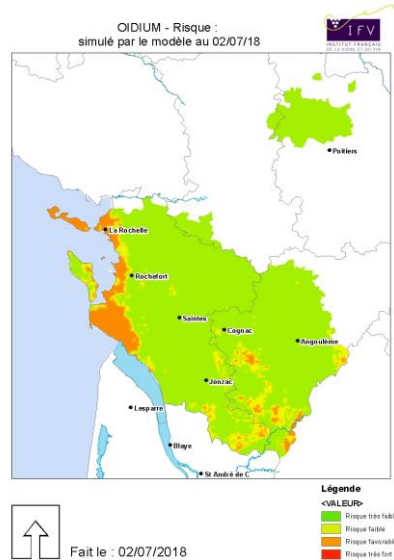 OIDIUM - Risque :
simulé par le modèle au 02/07/18
IFV
INSTITUT FRANÇAIS
DE LA VIGNE ET DU VIN
Poitiers
La Rochelle
Rochefort
Saintes
Cognac
Angoulême
Jonzac
Lesparre
Blaye
St André de C
Légende
<VALEUR>
Risque très faibl
Risque faible
Risque favorable
Risque très fort
Fait le : 02/07/2018